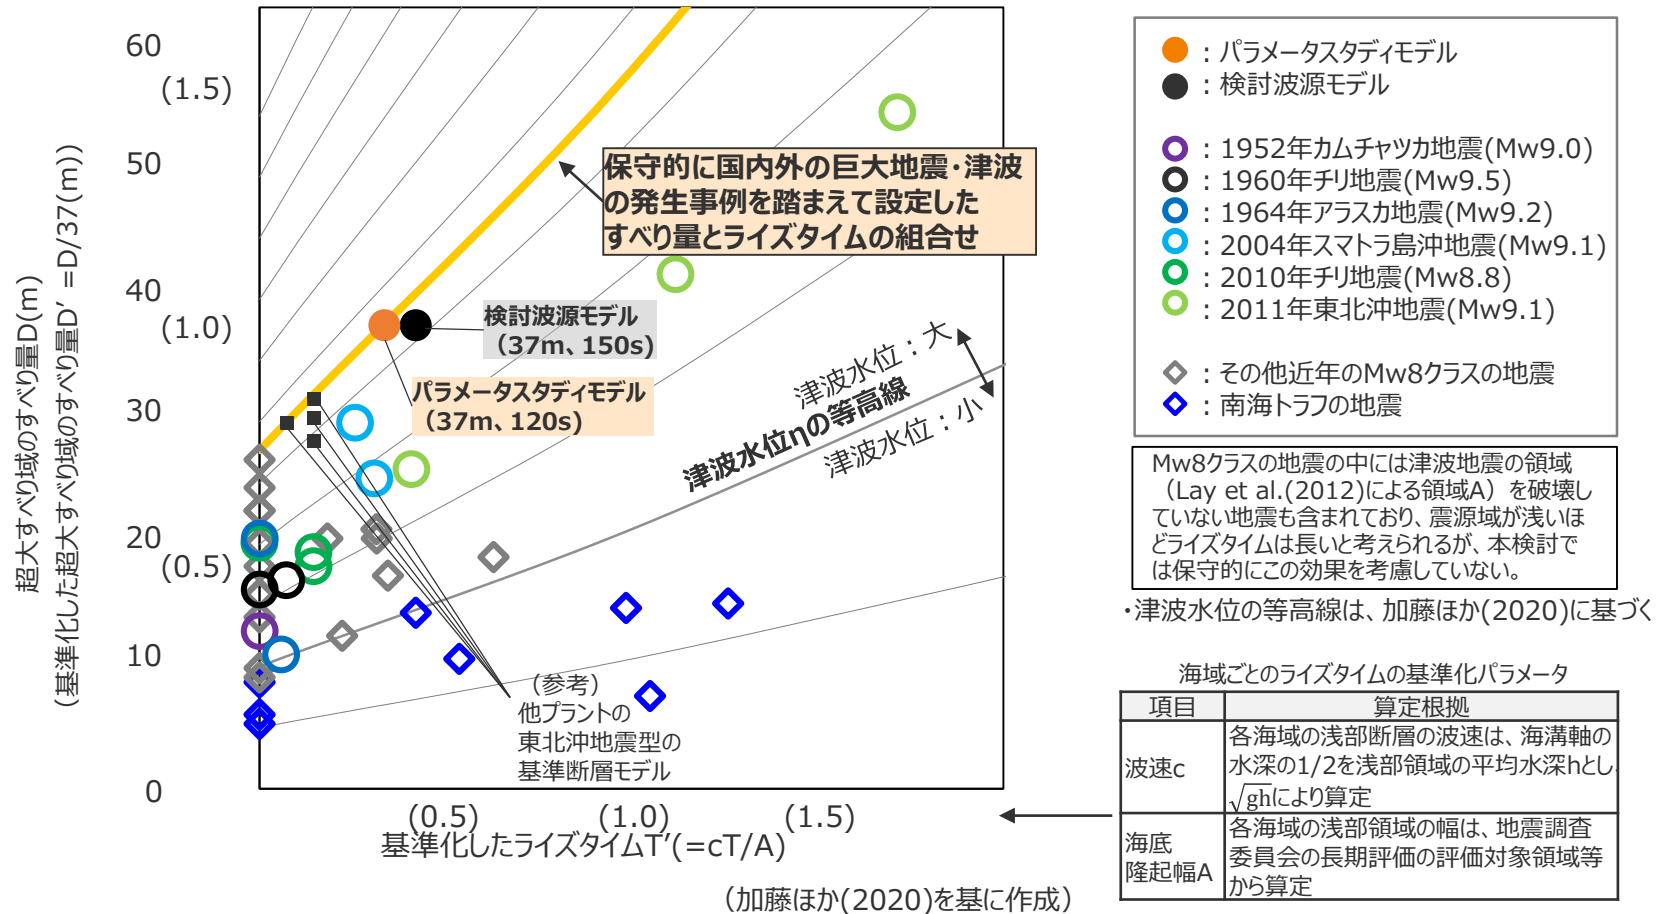 超大すべり域のすべり量D(m)
(基準化した超大すべり域のすべり量D' =D/37(m))
60
(1.5)
50
40
(1.0)
30
20
(0.5)
10
0
(0.5)
(1.0)
(1.5)
基準化したライズタイムT'(=cT/A)
(加藤ほか(2020)を基に作成)
保守的に国内外の巨大地震・津波
の発生事例を踏まえて設定した
すべり量とライズタイムの組合せ
検討波源モデル
(37m、150s)
パラメータスタディモデル
(37m、120s)
津波水位:大
津波水位ηの等高線
津波水位:小
(参考)
他プラントの
東北沖地震型の
基準断層モデル
:パラメータスタディモデル
:検討波源モデル
:1952年カムチャツカ地震(Mw9.0)
:1960年チリ地震(Mw9.5)
:1964年アラスカ地震(Mw9.2)
:2004年スマトラ島沖地震(Mw9.1)
:2010年チリ地震(Mw8.8)
:2011年東北沖地震(Mw9.1)
:その他近年のMw8クラスの地震
:南海トラフの地震
Mw8クラスの地震の中には津波地震の領域
(Lay et al.(2012)による領域A)を破壊し
ていない地震も含まれており、震源域が浅いほ
どライズタイムは長いと考えられるが、本検討で
は保守的にこの効果を考慮していない。
・津波水位の等高線は、加藤ほか(2020)に基づく
海域ごとのライズタイムの基準化パラメータ
項目 算定根拠
波速c
各海域の浅部断層の波速は、海溝軸の
水深の1/2を浅部領域の平均水深hとし、
√ghにより算定
海底
隆起幅A
各海域の浅部領域の幅は、地震調査
委員会の長期評価の評価対象領域等
から算定